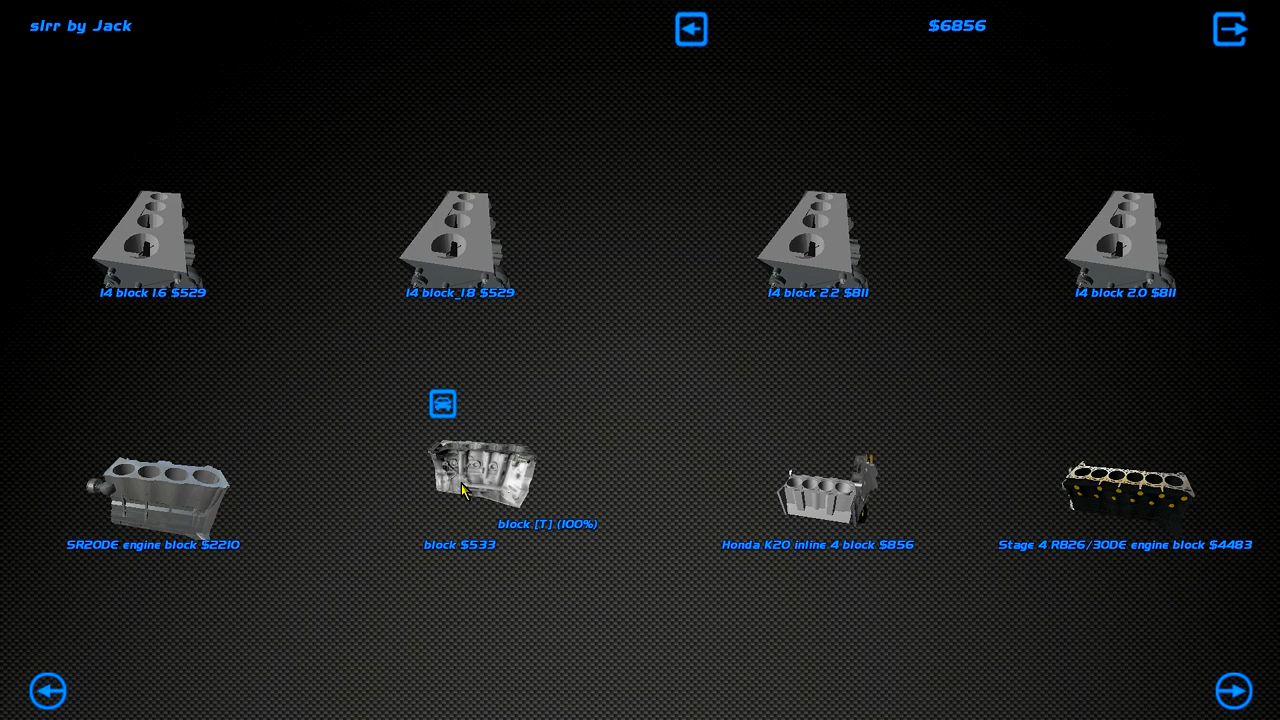 slrr by Jack
$6856
I4 block 1.6 $529
I4 block_1.8 $529
I4 block 2.2 $811
I4 block 2.0 $811
block [T] (100%)
SR20DE engine block $2210
block $533
Honda K20 inline 4 block $856
Stage 4 RB26/30DE engine block $4483